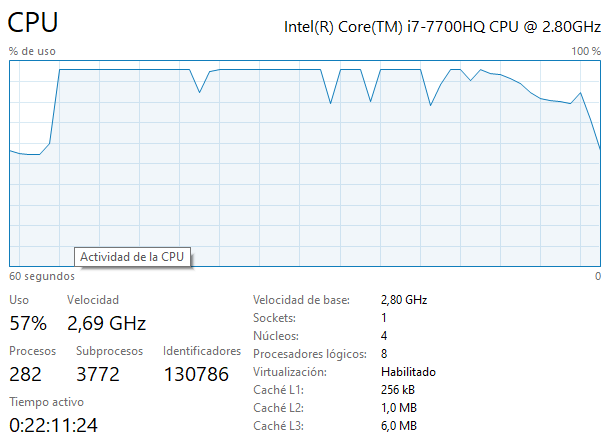 CPU
Intel(R) Core(TM) i7-7700HQ CPU @ 2.80GHz
% de uso
100 %
Actividad de la CPU
60 segundos
0
Uso
Velocidad
57%
2,69 GHz
Procesos
Subprocesos
Identificadores
282
3772
130786
Tiempo activo
0:22:11:24
Velocidad de base:
2,80 GHz
Sockets:
1
Núcleos:
4
Procesadores lógicos:
8
Virtualización:
Habilitado
Caché L1:
256 kB
Caché L2:
1,0 MB
Caché L3:
6,0 MB